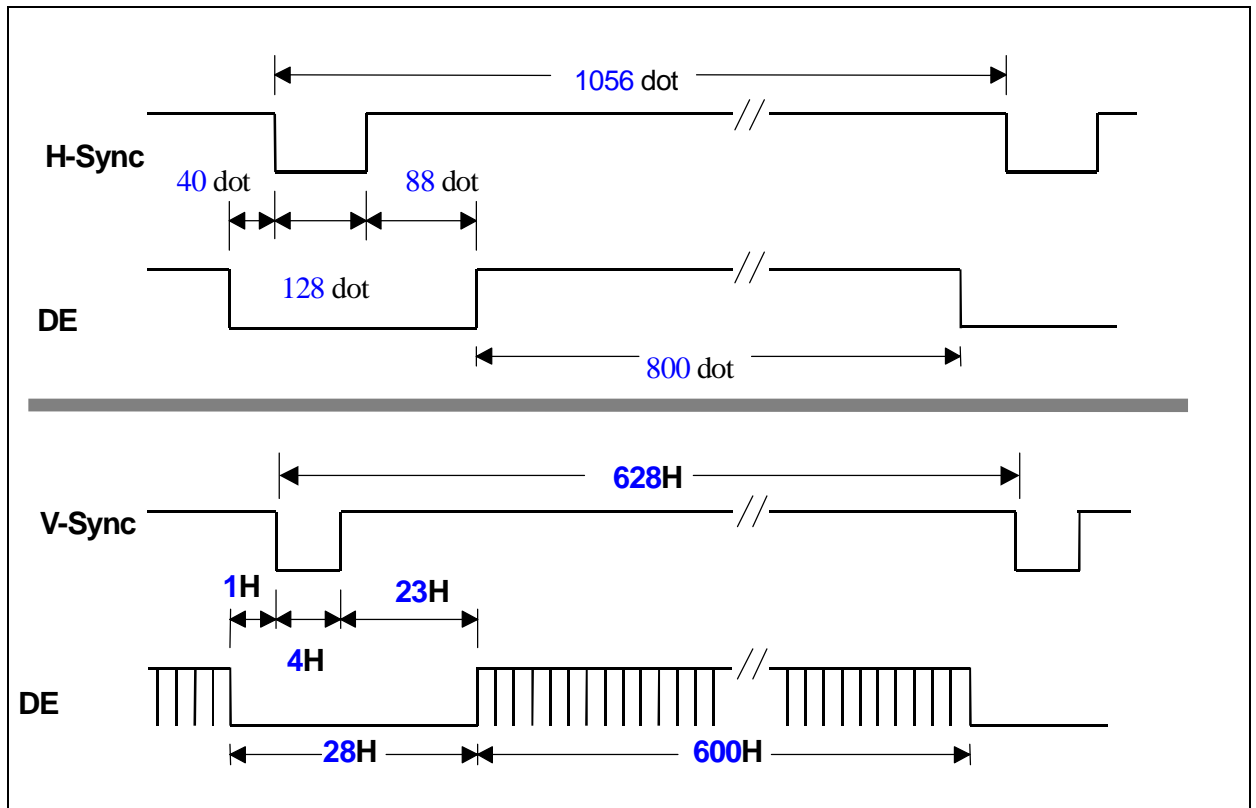 1056 dot
H-Sync
40 dot
88 dot
128 dot
DE
800 dot
628H
V-Sync
1H
23H
4H
DE
28H
600H